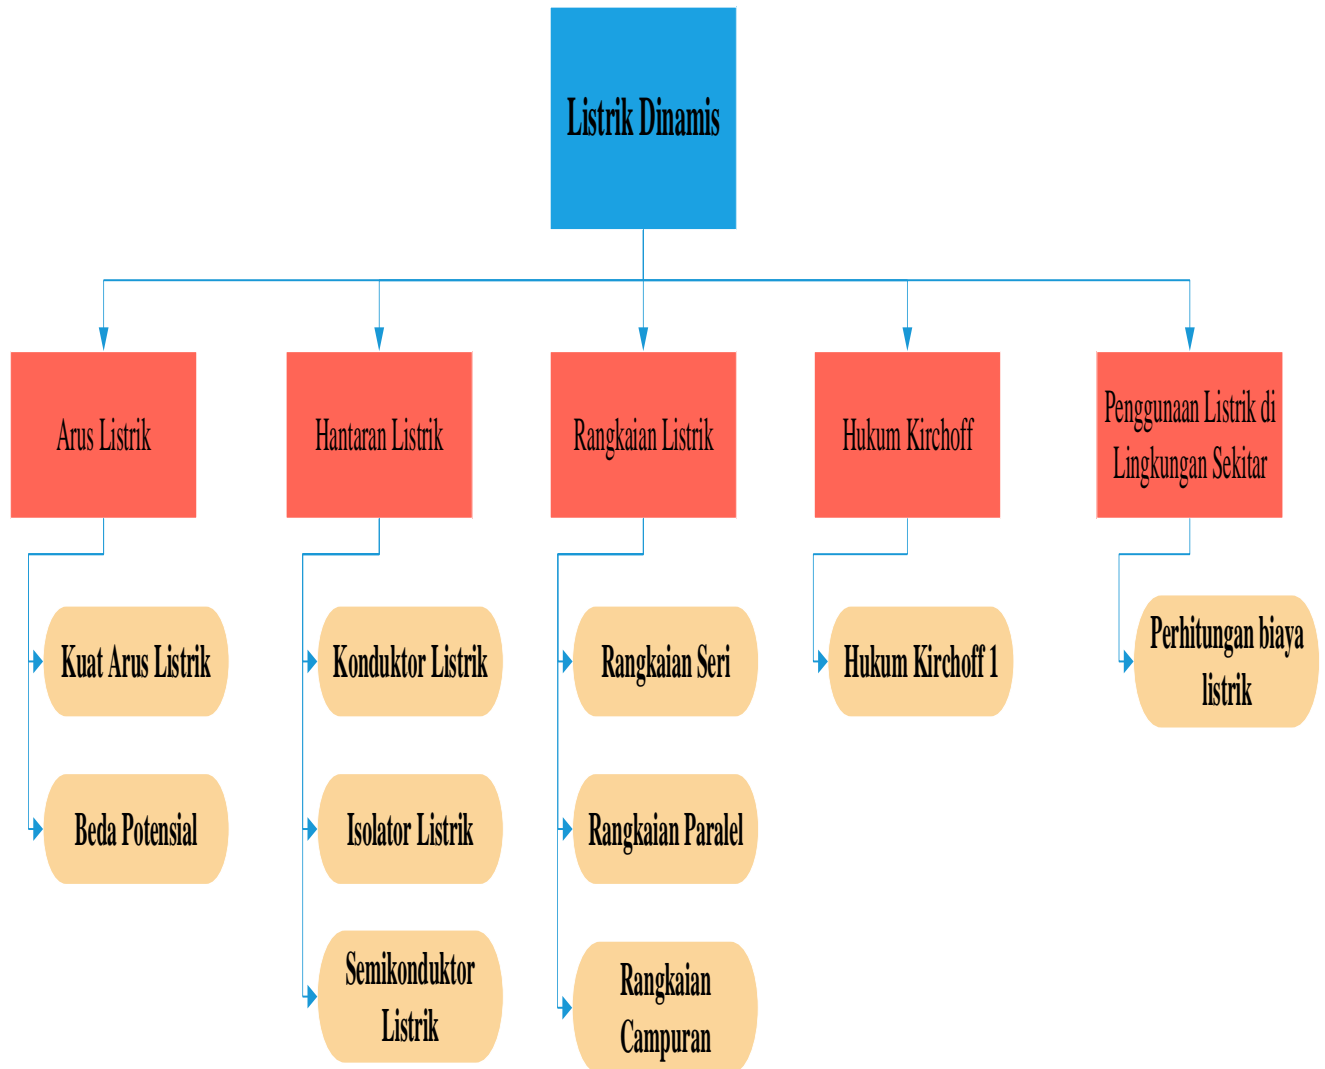 Listrik Dinamis
Arus Listrik
Hantaran Listrik
Rangkaian Listrik
Hukum Kirchoff
Penggunaan Listrik di
Lingkungan Sekitar
Kuat Arus Listrik
Beda Potensial
Konduktor Listrik
Isolator Listrik
Semikonduktor
Listrik
Rangkaian Seri
Rangkaian Paralel
Rangkaian
Campuran
Hukum Kirchoff 1
Perhitungan biaya
listrik